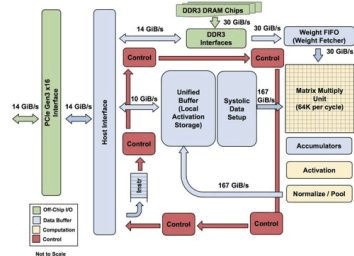 DDR3 DRAM Chips
30 GiB/s
14 GiB/s
DDR3
Interfaces
30 GiB/s
Weight FIFO
(Weight Fetcher)
30 GiB/s
Control
Control
14 GiB/s
PCIe Gen3 x16
Interface
14 GiB/s
Host Interface
10 GiB/s
Unified
Buffer
(Local
Activation
Storage)
Systolic
Data
Setup
167
GiB/s
Matrix Multiply
Unit
(64K per cycle)
Control
Accumulators
Activation
Normalize / Pool
167 GiB/s
Instr
Control
Control
Off-Chip I/O
Data Buffer
Computation
Control
Not to Scale